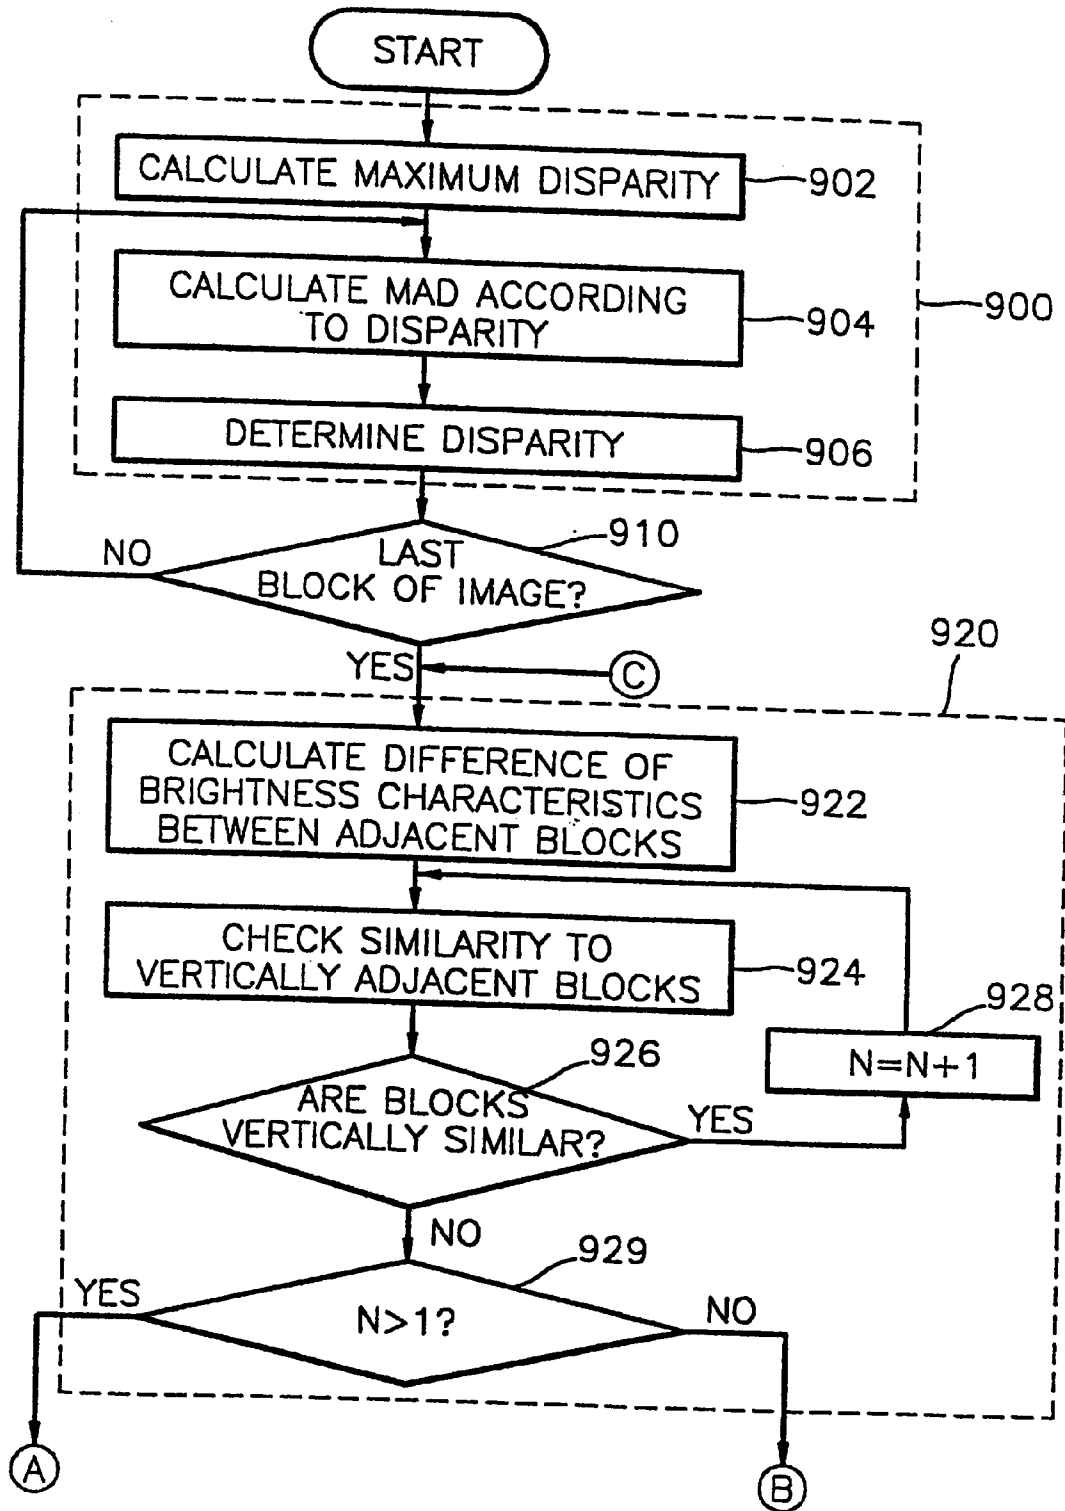 START
CALCULATE MAXIMUM DISPARITY
902
CALCULATE MAD ACCORDING
TO DISPARITY
904
900
DETERMINE DISPARITY
906
910
LAST
BLOCK OF IMAGE?
NO
YES
C
920
CALCULATE DIFFERENCE OF
BRIGHTNESS CHARACTERISTICS
BETWEEN ADJACENT BLOCKS
922
CHECK SIMILARITY TO
VERTICALLY ADJACENT BLOCKS
924
928
N=N+1
926
ARE BLOCKS
VERTICALLY SIMILAR?
YES
NO
929
N>1?
YES
NO
A
B